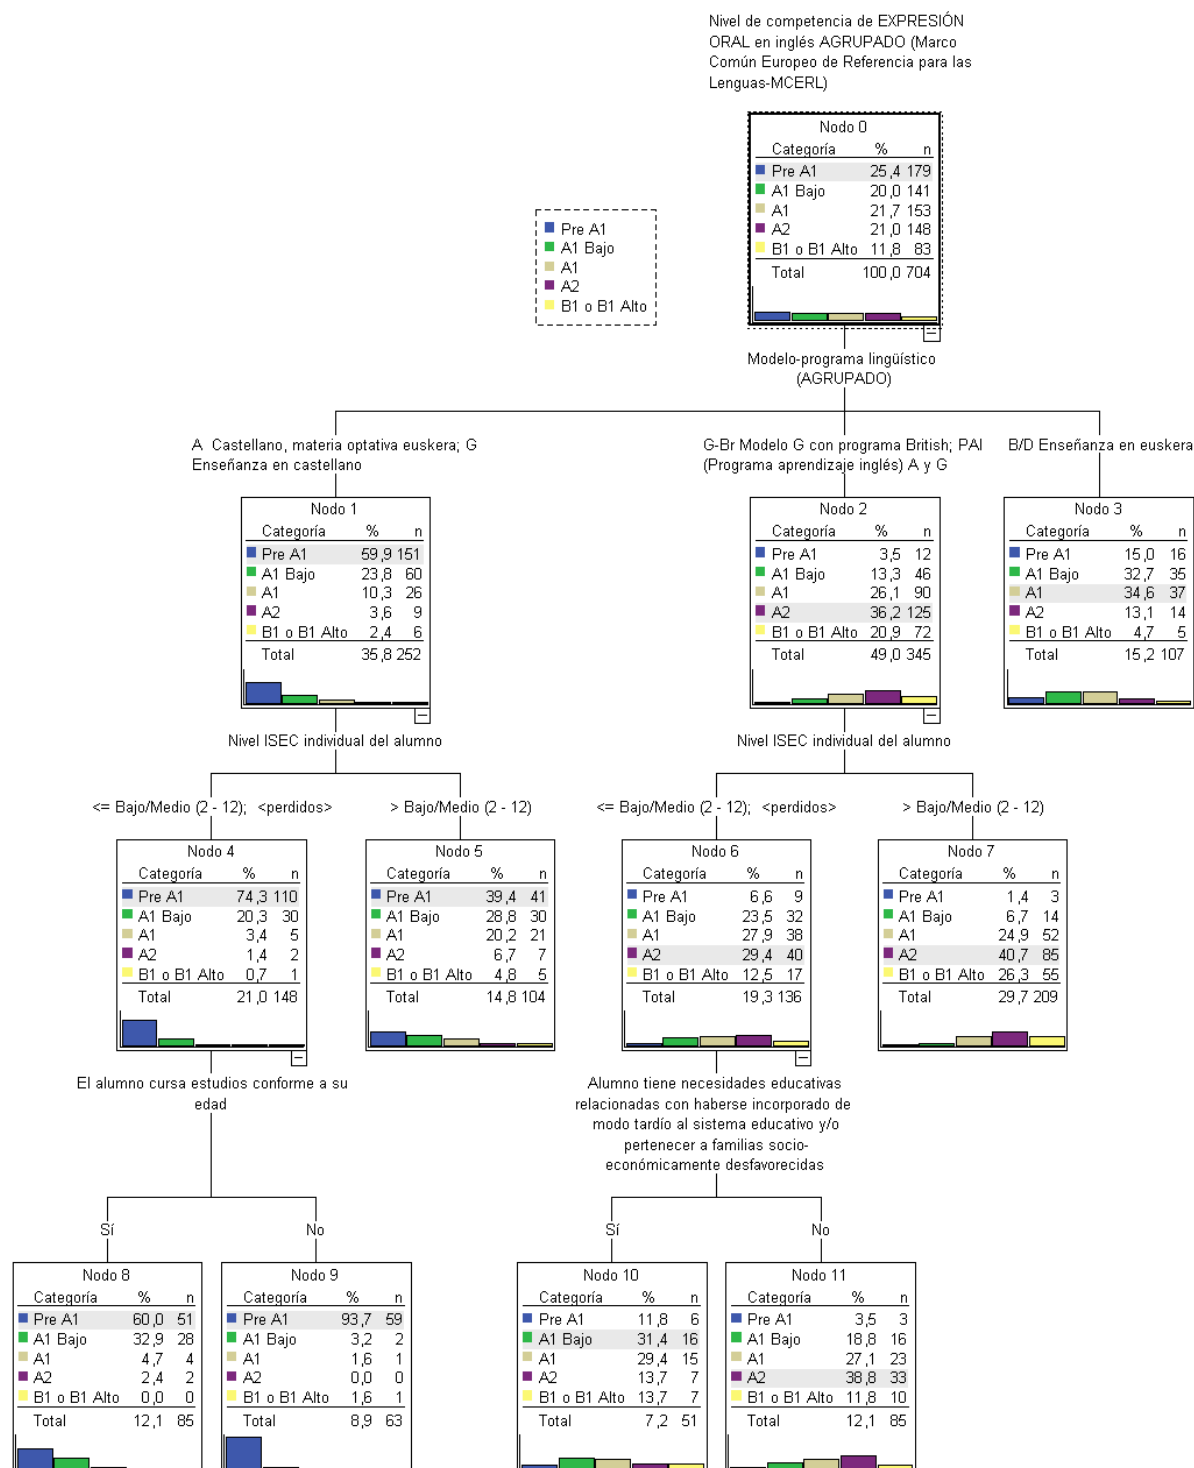 Nivel de competencia de EXPRESIÓN
ORAL en inglés AGRUPADO (Marco
Común Europeo de Referencia para las
Lenguas-MCERL)
Nodo 0
Categoría % n
Pre A1 25,4 179
A1 Bajo 20,0 141
A1 21,7 153
A2 21,0 148
B1 o B1 Alto 11,8 83
Total 100,0 704
Pre A1
A1 Bajo
A1
A2
B1 o B1 Alto
Modelo-programa lingüístico
(AGRUPADO)
A Castellano, materia optativa euskera; G
Enseñanza en castellano
G-Br Modelo G con programa British; PAI
(Programa aprendizaje inglés) A y G
B/D Enseñanza en euskera
Nodo 1
Categoría % n
Pre A1 59,9 151
A1 Bajo 23,8 60
A1 10,3 26
A2 3,6 9
B1 o B1 Alto 2,4 6
Total 35,8 252
Nodo 2
Categoría % n
Pre A1 3,5 12
A1 Bajo 13,3 46
A1 26,1 90
A2 36,2 125
B1 o B1 Alto 20,9 72
Total 49,0 345
Nodo 3
Categoría % n
Pre A1 15,0 16
A1 Bajo 32,7 35
A1 34,6 37
A2 13,1 14
B1 o B1 Alto 4,7 5
Total 15,2 107
Nivel ISEC individual del alumno
Nivel ISEC individual del alumno
<= Bajo/Medio (2 - 12); <perdidos>
> Bajo/Medio (2 - 12)
<= Bajo/Medio (2 - 12); <perdidos>
> Bajo/Medio (2 - 12)
Nodo 4
Categoría % n
Pre A1 74,3 110
A1 Bajo 20,3 30
A1 3,4 5
A2 1,4 2
B1 o B1 Alto 0,7 1
Total 21,0 148
Nodo 5
Categoría % n
Pre A1 39,4 41
A1 Bajo 28,8 30
A1 20,2 21
A2 6,7 7
B1 o B1 Alto 4,8 5
Total 14,8 104
Nodo 6
Categoría % n
Pre A1 6,6 9
A1 Bajo 23,5 32
A1 27,9 38
A2 29,4 40
B1 o B1 Alto 12,5 17
Total 19,3 136
Nodo 7
Categoría % n
Pre A1 1,4 3
A1 Bajo 6,7 14
A1 24,9 52
A2 40,7 85
B1 o B1 Alto 26,3 55
Total 29,7 209
El alumno cursa estudios conforme a su
edad
Alumno tiene necesidades educativas
relacionadas con haberse incorporado de
modo tardío al sistema educativo y/o
pertenecer a familias socio-
económicamente desfavorecidas
Sí
No
Sí
No
Nodo 8
Categoría % n
Pre A1 60,0 51
A1 Bajo 32,9 28
A1 4,7 4
A2 2,4 2
B1 o B1 Alto 0,0 0
Total 12,1 85
Nodo 9
Categoría % n
Pre A1 93,7 59
A1 Bajo 3,2 2
A1 1,6 1
A2 0,0 0
B1 o B1 Alto 1,6 1
Total 8,9 63
Nodo 10
Categoría % n
Pre A1 11,8 6
A1 Bajo 31,4 16
A1 29,4 15
A2 13,7 7
B1 o B1 Alto 13,7 7
Total 7,2 51
Nodo 11
Categoría % n
Pre A1 3,5 3
A1 Bajo 18,8 16
A1 27,1 23
A2 38,8 33
B1 o B1 Alto 11,8 10
Total 12,1 85